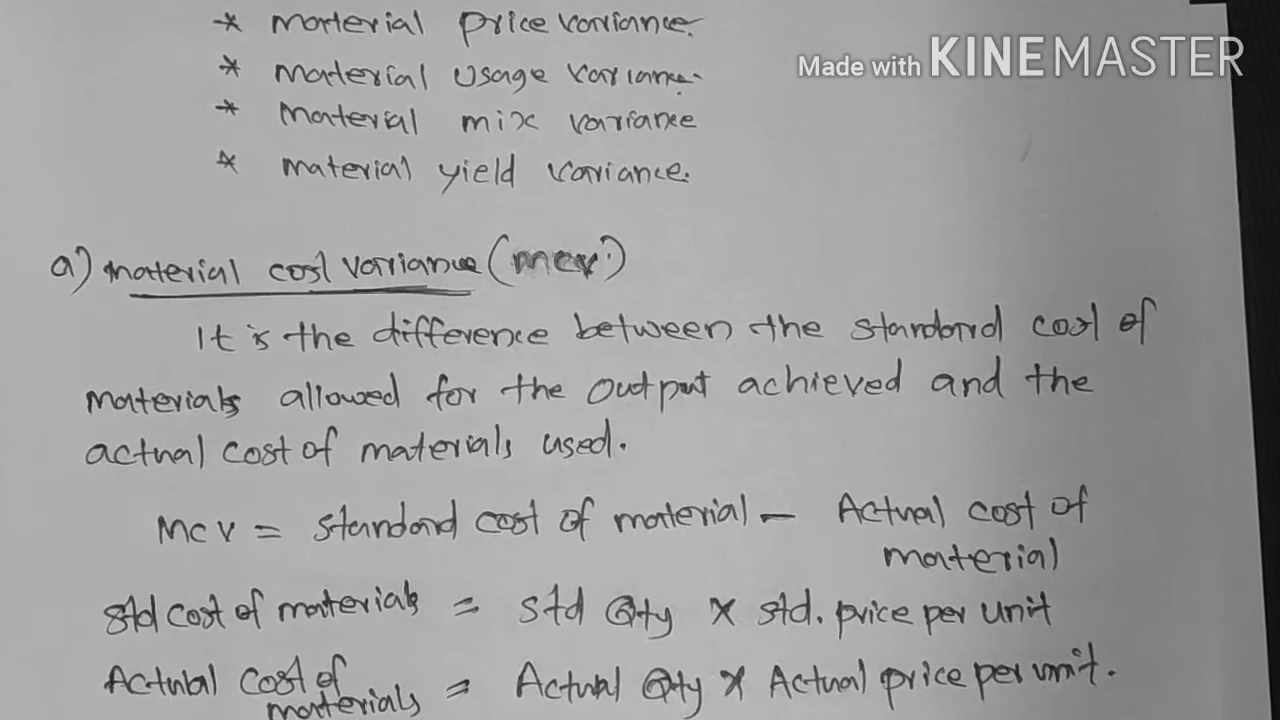 * material price variance.
Made with KINEMASTER
* material usage variance.
* material mix variance
* material yield variance.
a) material cost variance (mcv)
It is the difference between the standard cost of
materials allowed for the output achieved and the
actual cost of materials used.
Mcv = standard cost of material - Actual cost of
material
Std cost of materials = std Qty x std. price per unit
Actual cost of
materials = Actual Qty x Actual price per unit.